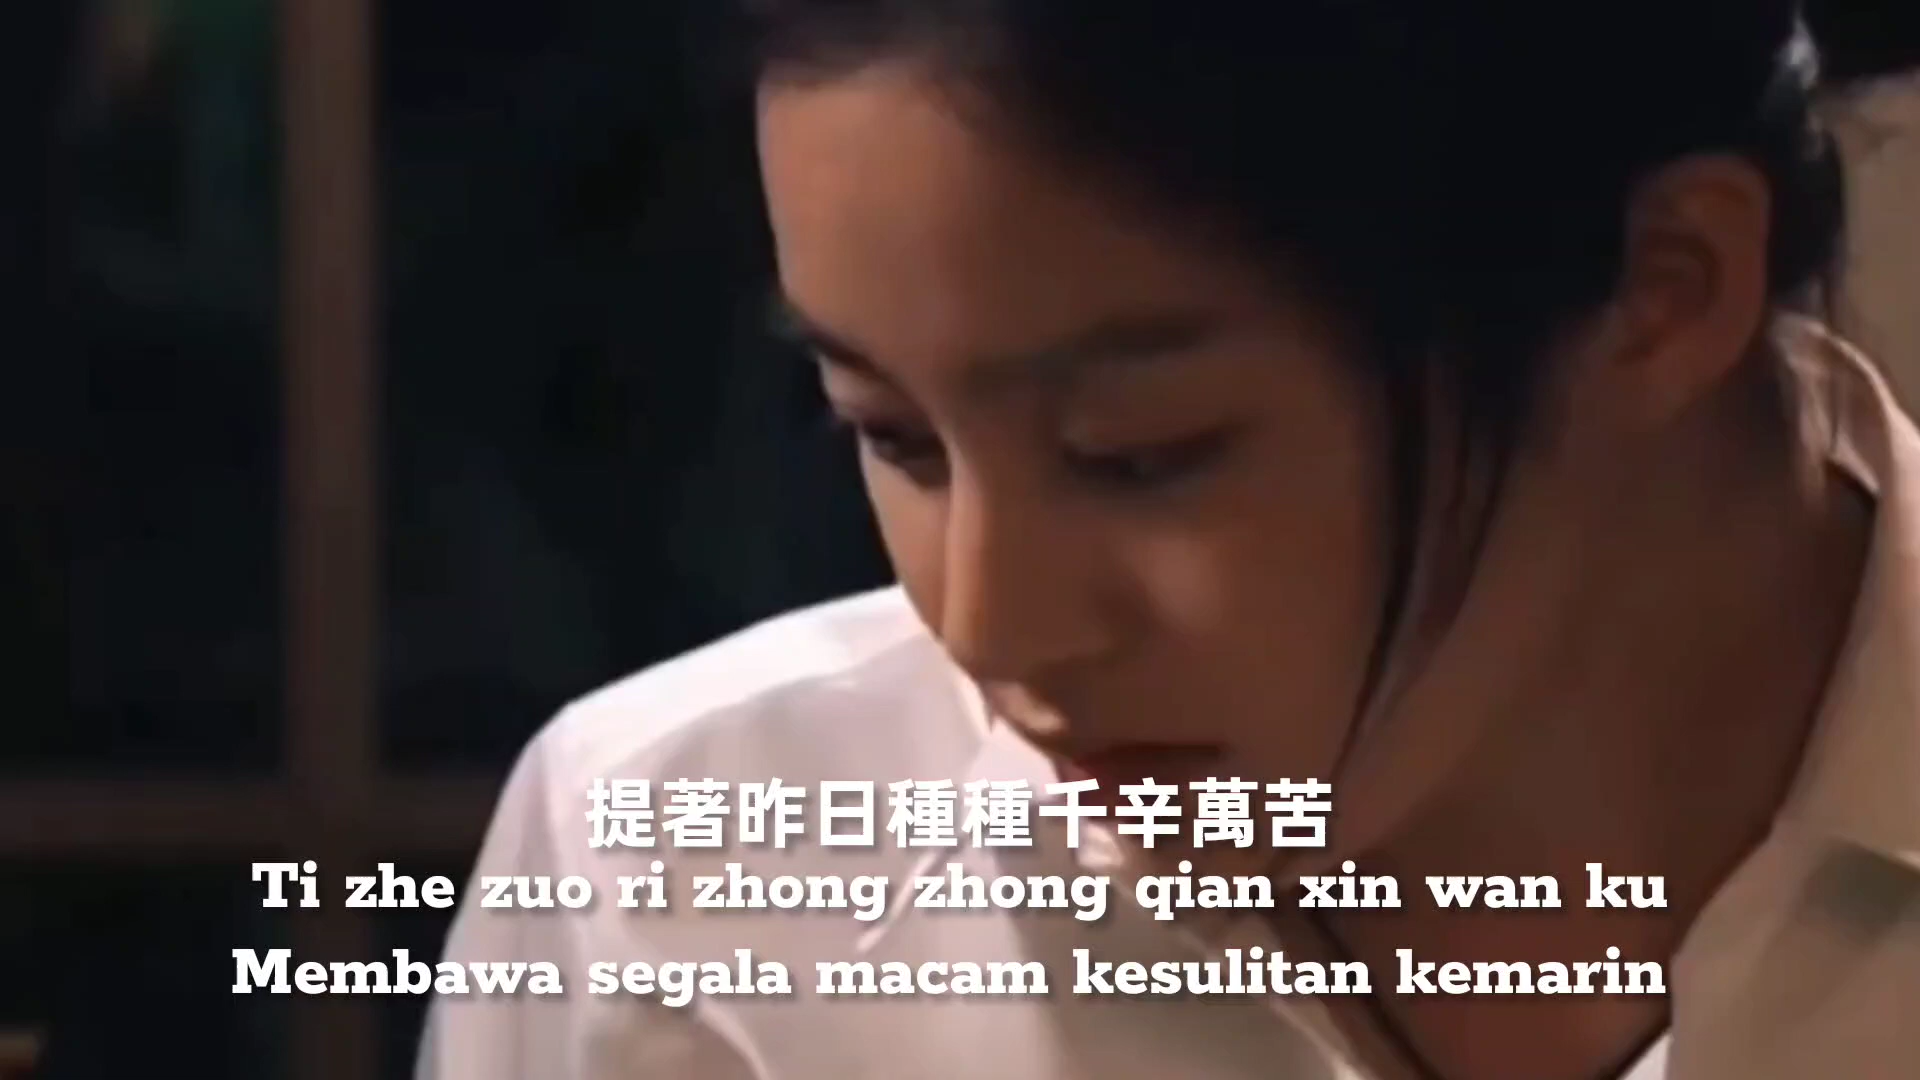 提著昨日種種千辛萬苦
Ti zhe zuo ri zhong zhong qian xin wan ku
Membawa segala macam kesulitan kemarin